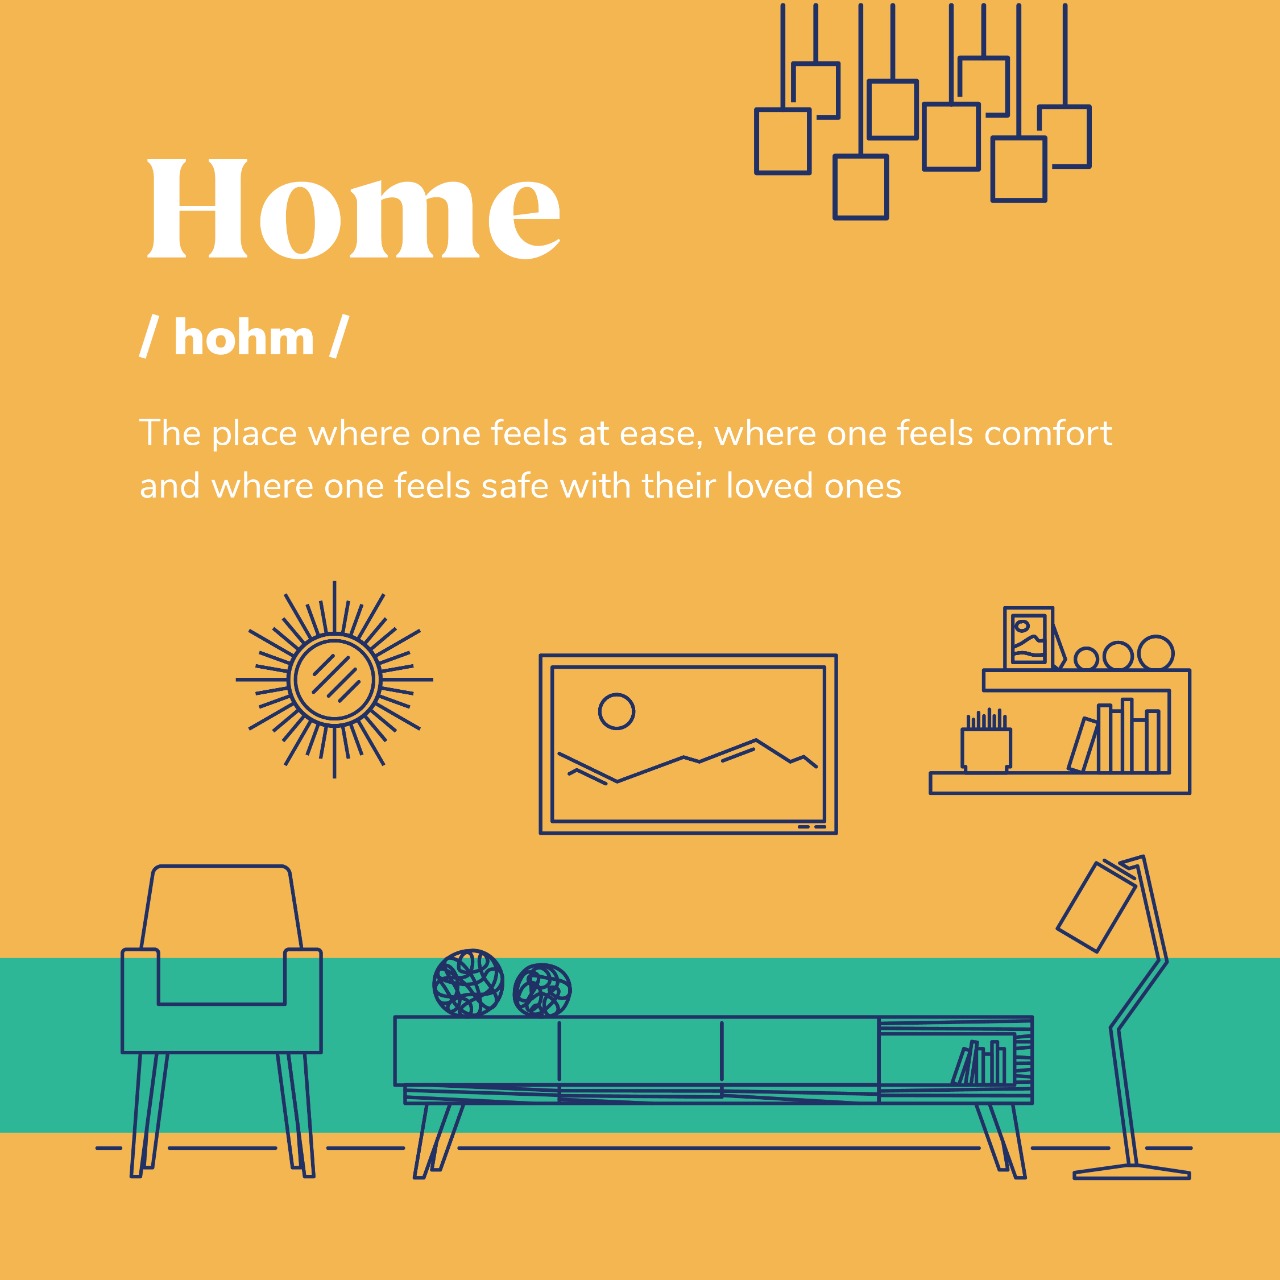 Home
/ hohm /
The place where one feels at ease, where one feels comfort
and where one feels safe with their loved ones